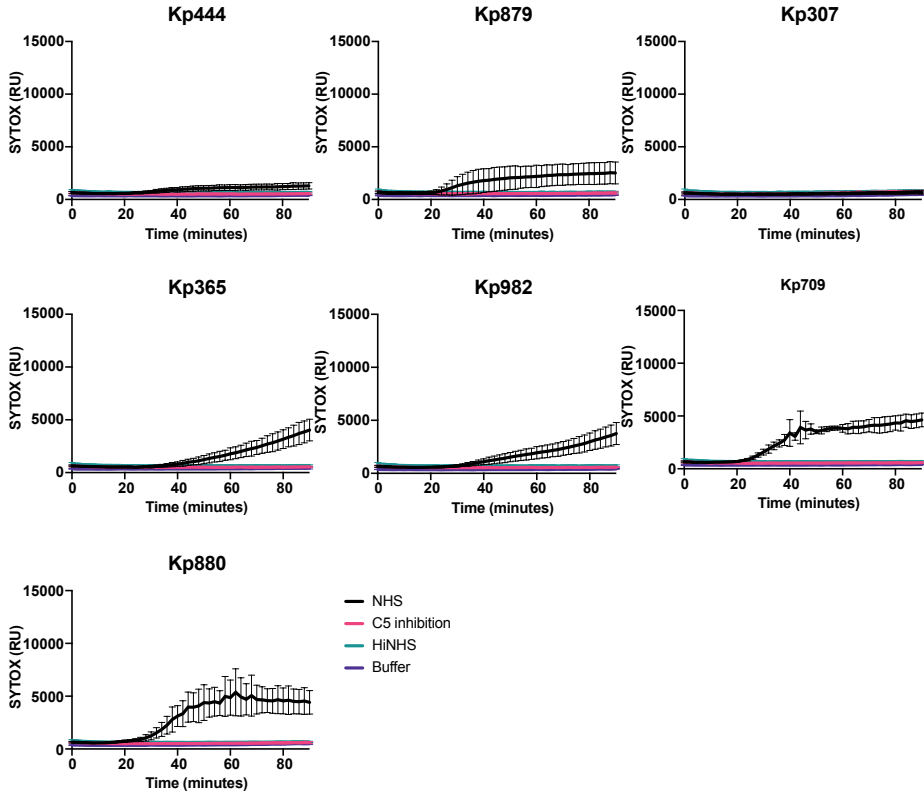 Kp444
15000
10000
5000
0
SYTOX (RU)
0 20 40 60 80
Time (minutes)
Kp879
15000
10000
5000
0
SYTOX (RU)
0 20 40 60 80
Time (minutes)
Kp307
15000
10000
5000
0
SYTOX (RU)
0 20 40 60 80
Time (minutes)
Kp365
15000
10000
5000
0
SYTOX (RU)
0 20 40 60 80
Time (minutes)
Kp982
15000
10000
5000
0
SYTOX (RU)
0 20 40 60 80
Time (minutes)
Kp709
15000
10000
5000
0
SYTOX (RU)
0 20 40 60 80
Time (minutes)
Kp880
15000
10000
5000
0
SYTOX (RU)
0 20 40 60 80
Time (minutes)
NHS
C5 inhibition
HiNHS
Buffer